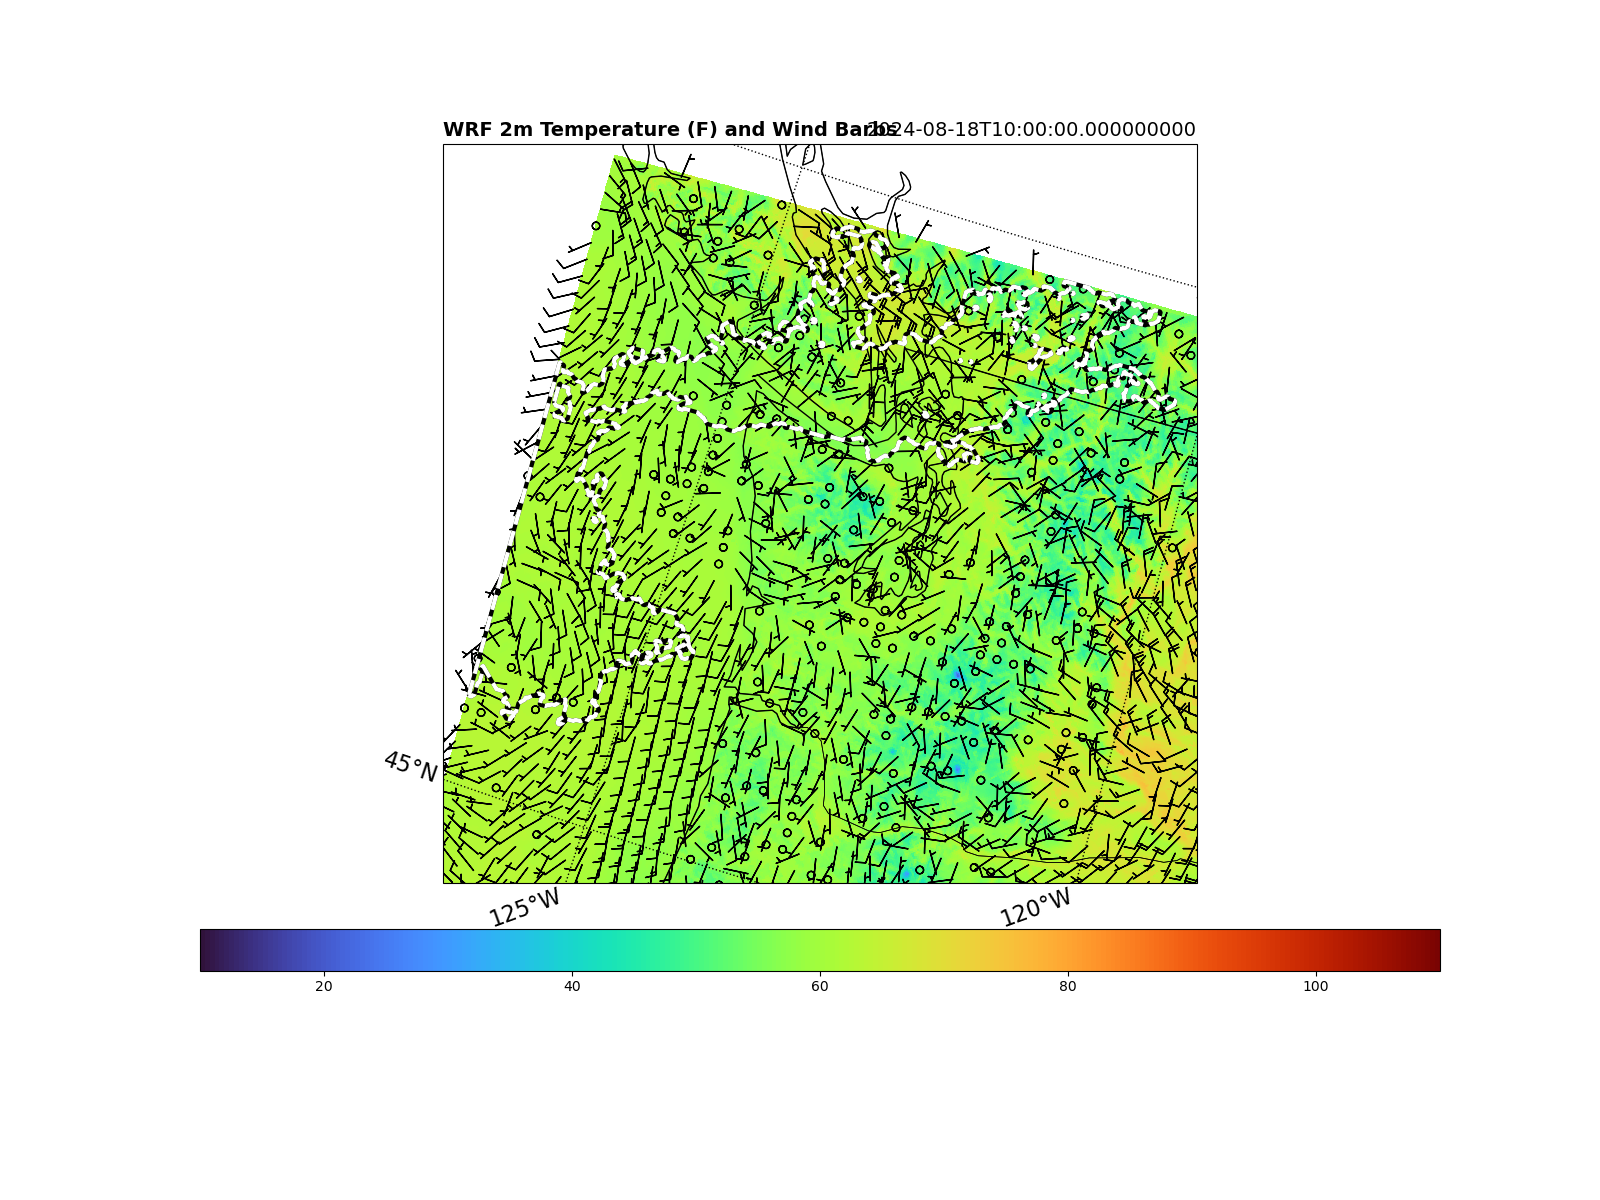 WRF 2m Temperature (F) and Wind Barbs 2024-08-18T10:00:00.000000000
45°N
125°W 120°W
20 40 60 80 100